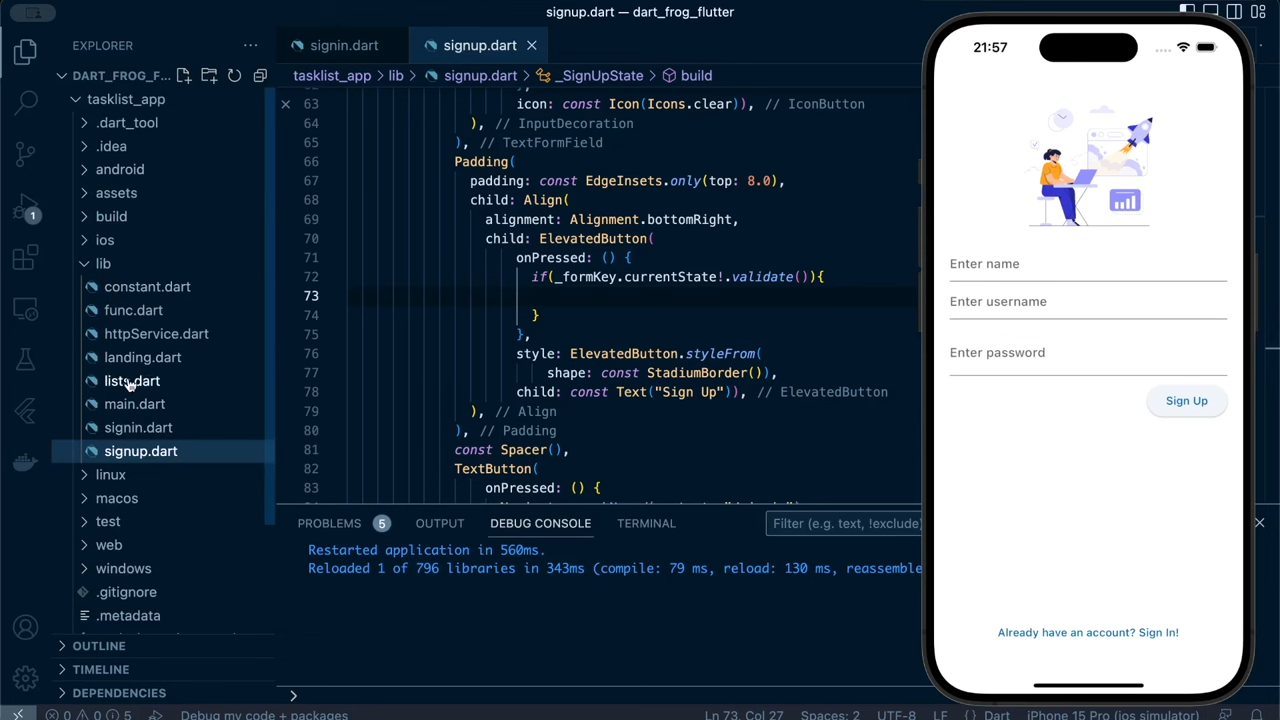 signup.dart — dart_frog_flutter
EXPLORER
DART_FROG_F...
tasklist_app
.dart_tool
.idea
android
assets
build
ios
lib
constant.dart
func.dart
httpService.dart
landing.dart
lists.dart
main.dart
signin.dart
signup.dart
linux
macos
test
web
windows
.gitignore
.metadata
OUTLINE
TIMELINE
DEPENDENCIES
1
signin.dart
signup.dart
tasklist_app > lib > signup.dart > _SignUpState > build
63 icon: const Icon(Icons.clear)), // IconButton
64 ), // InputDecoration
65 ), // TextFormField
66 Padding(
67 padding: const EdgeInsets.only(top: 8.0),
68 child: Align(
69 alignment: Alignment.bottomRight,
70 child: ElevatedButton(
71 onPressed: () {
72 if(_formKey.currentState!.validate()){
73
74 }
75 },
76 style: ElevatedButton.styleFrom(
77 shape: const StadiumBorder()),
78 child: const Text("Sign Up")), // ElevatedButton
79 ), // Align
80 ), // Padding
81 const Spacer(),
82 TextButton(
83 onPressed: () {
PROBLEMS 5 OUTPUT DEBUG CONSOLE TERMINAL
Filter (e.g. text, !exclude)
Restarted application in 560ms.
Reloaded 1 of 796 libraries in 343ms (compile: 79 ms, reload: 130 ms, reassemble
0 0 5 Debug my code + packages
Ln 73, Col 27 Spaces: 2 UTF-8 LF {} Dart iPhone 15 Pro (ios simulator)
21:57
Enter name
Enter username
Enter password
Sign Up
Already have an account? Sign In!